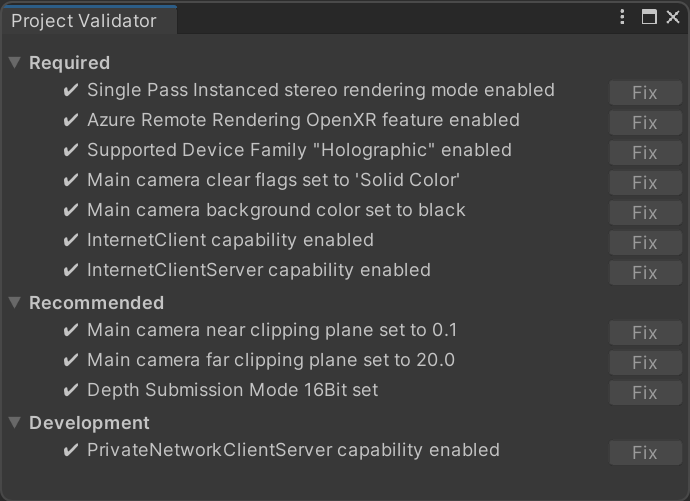 Project Validator
Required
✔ Single Pass Instanced stereo rendering mode enabled Fix
✔ Azure Remote Rendering OpenXR feature enabled Fix
✔ Supported Device Family "Holographic" enabled Fix
✔ Main camera clear flags set to 'Solid Color' Fix
✔ Main camera background color set to black Fix
✔ InternetClient capability enabled Fix
✔ InternetClientServer capability enabled Fix
Recommended
✔ Main camera near clipping plane set to 0.1 Fix
✔ Main camera far clipping plane set to 20.0 Fix
✔ Depth Submission Mode 16Bit set Fix
Development
✔ PrivateNetworkClientServer capability enabled Fix